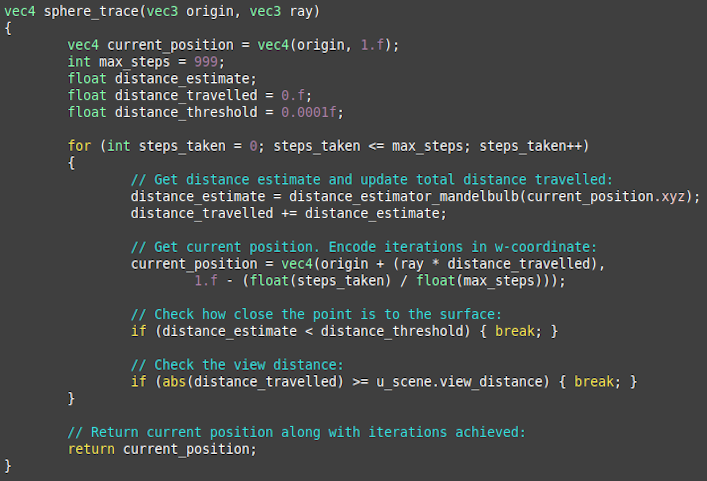 vec4 sphere_trace(vec3 origin, vec3 ray)
{
vec4 current_position = vec4(origin, 1.f);
int max_steps = 999;
float distance_estimate;
float distance_travelled = 0.f;
float distance_threshold = 0.0001f;
for (int steps_taken = 0; steps_taken <= max_steps; steps_taken++)
{
// Get distance estimate and update total distance travelled:
distance_estimate = distance_estimator_mandelbulb(current_position.xyz);
distance_travelled += distance_estimate;
// Get current position. Encode iterations in w-coordinate:
current_position = vec4(origin + (ray * distance_travelled),
1.f - (float(steps_taken) / float(max_steps)));
// Check how close the point is to the surface:
if (distance_estimate < distance_threshold) { break; }
// Check the view distance:
if (abs(distance_travelled) >= u_scene.view_distance) { break; }
}
// Return current position along with iterations achieved:
return current_position;
}